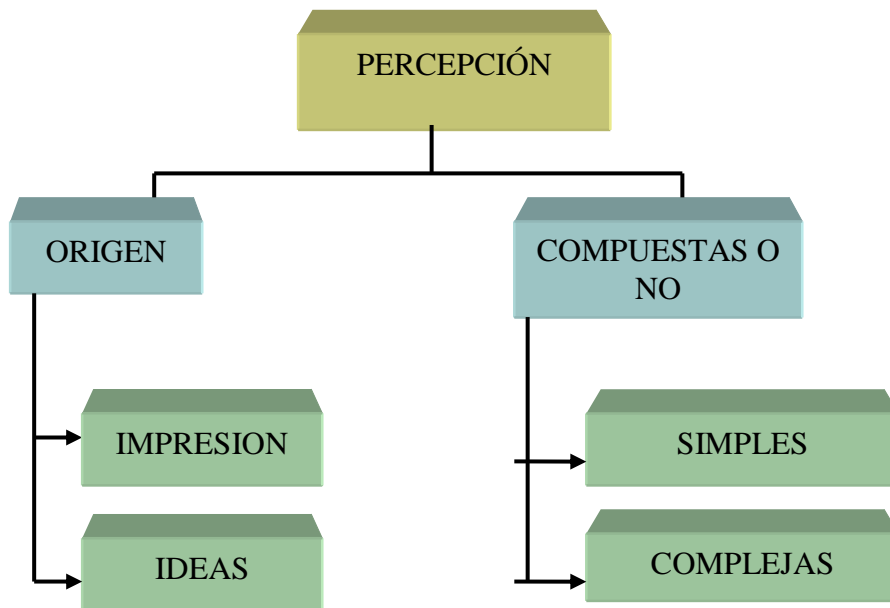 PERCEPCIÓN
ORIGEN
COMPUESTAS O
NO
IMPRESION
IDEAS
SIMPLES
COMPLEJAS